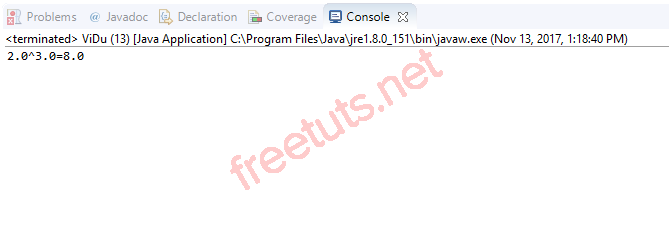 Problems @ Javadoc Declaration Coverage Console
<terminated> ViDu (13) [Java Application] C:\Program Files\Java\jre1.8.0_151\bin\javaw.exe (Nov 13, 2017, 1:18:40 PM)
2.0^3.0=8.0
freetuts.net